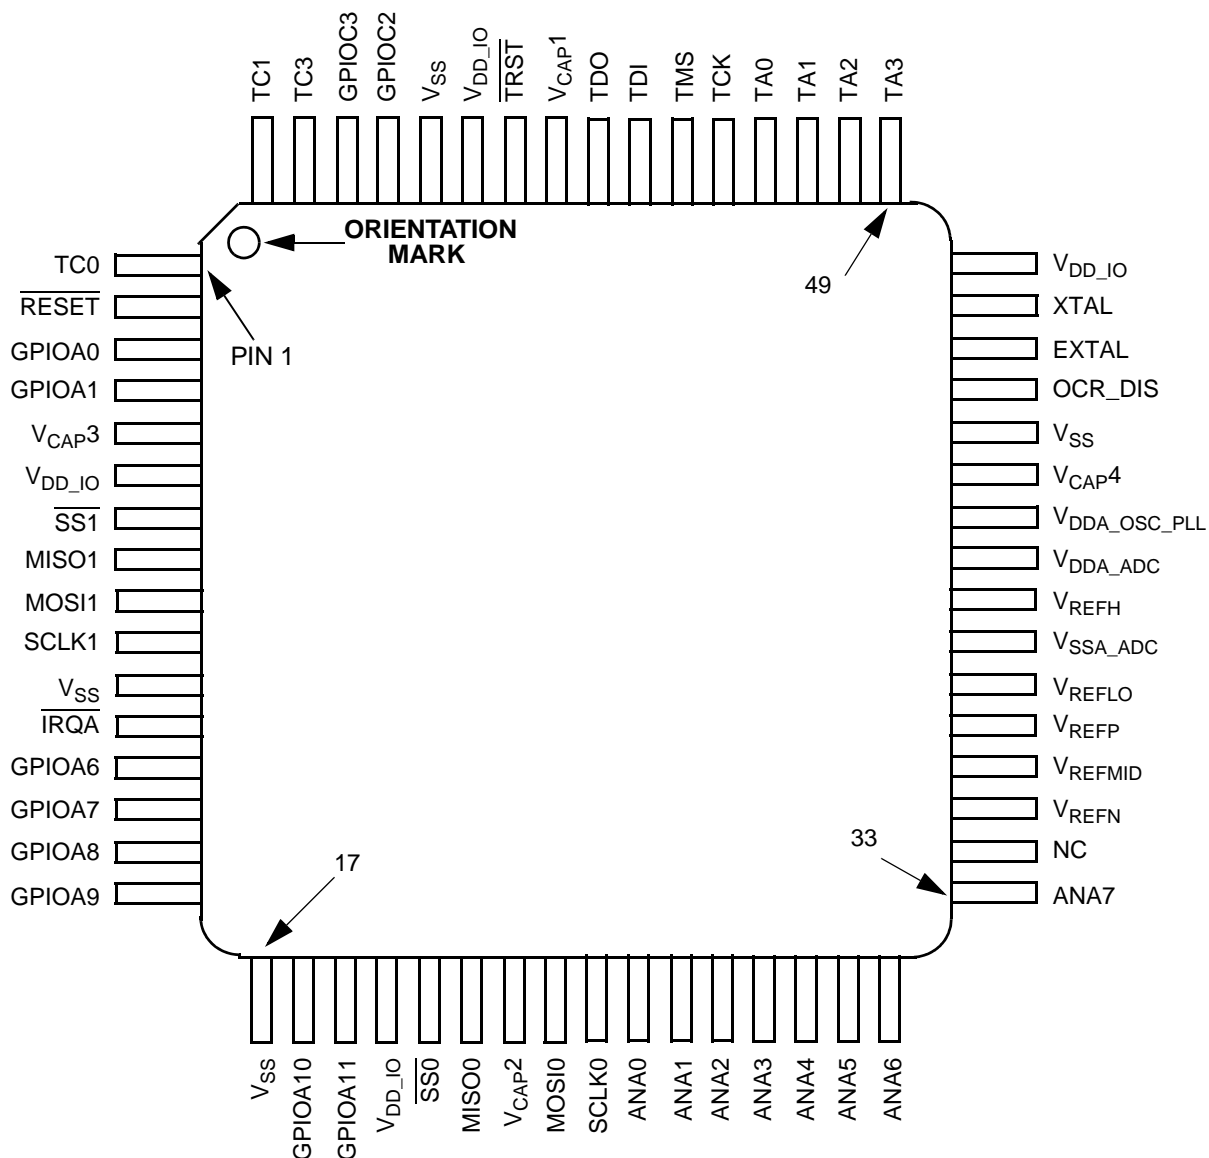 TC1
TC3
GPIOC3
GPIOC2
VSS
VDD_IO
TRST
VCAP1
TDO
TDI
TMS
TCK
TA0
TA1
TA2
TA3
ORIENTATION
MARK
49
PIN 1
TC0
RESET
GPIOA0
GPIOA1
VCAP3
VDD_IO
SS1
MISO1
MOSI1
SCLK1
VSS
IRQA
GPIOA6
GPIOA7
GPIOA8
GPIOA9
VDD_IO
XTAL
EXTAL
OCR_DIS
VSS
VCAP4
VDDA_OSC_PLL
VDDA_ADC
VREFH
VSSA_ADC
VREFLO
VREFP
VREFMID
VREFN
NC
ANA7
17
33
VSS
GPIOA10
GPIOA11
VDD_IO
SS0
MISO0
VCAP2
MOSI0
SCLK0
ANA0
ANA1
ANA2
ANA3
ANA4
ANA5
ANA6